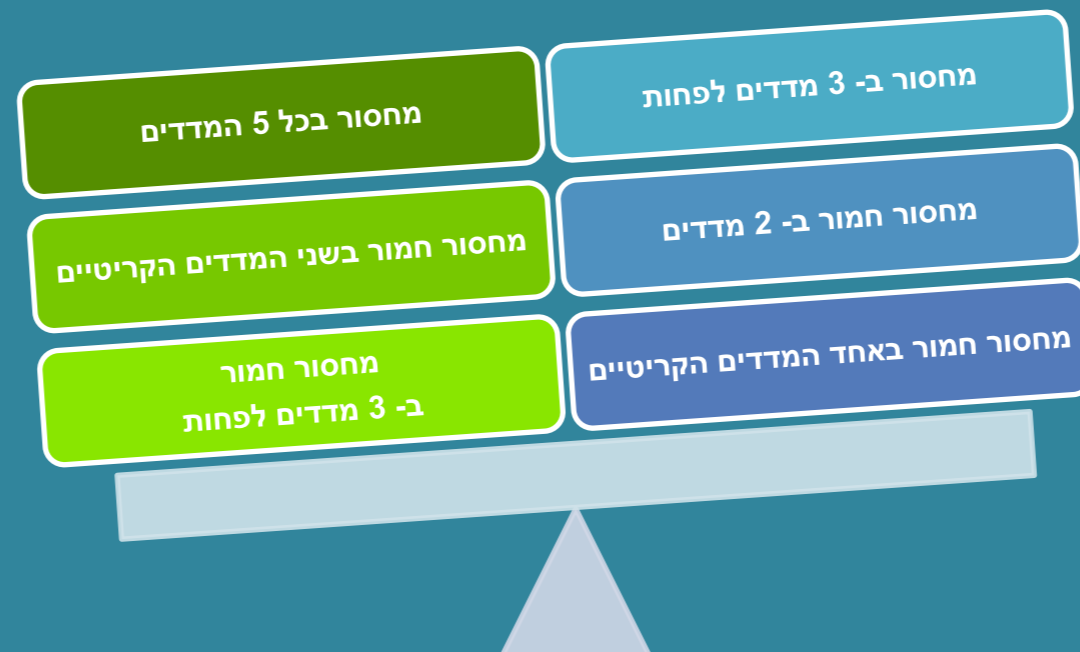 מחסור ב- 3 מדדים לפחות
מחסור חמור ב- 2 מדדים
מחסור חמור באחד המדדים הקריטיים
מחסור בכל 5 המדדים
מחסור חמור בשני המדדים הקריטיים
מחסור חמור
ב- 3 מדדים לפחות